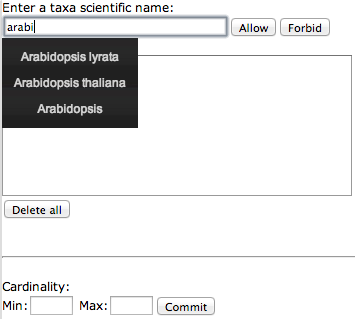 Enter a taxa scientific name:
arabi Allow Forbid
Arabidopsis lyrata
Arabidopsis thaliana
Arabidopsis
Delete all
Cardinality:
Min: Max: Commit